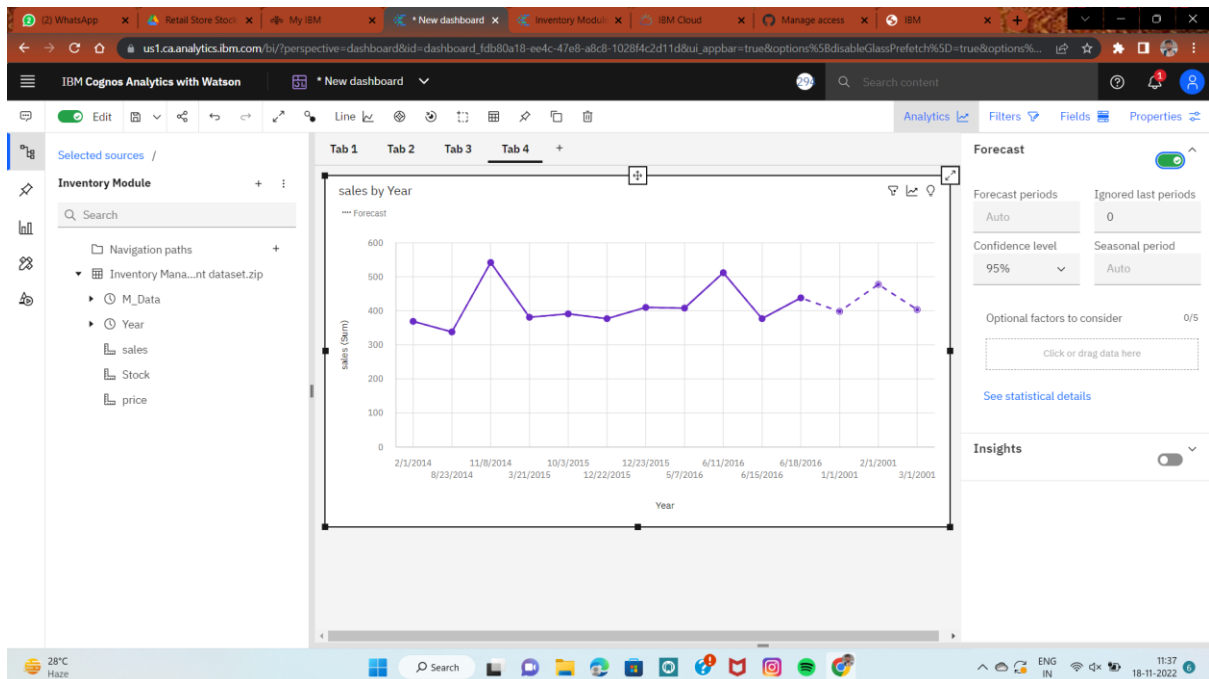 (2) WhatsApp
Retail Store Stock
My IBM
* New dashboard
Inventory Module
IBM Cloud
Manage access
IBM
us1.ca.analytics.ibm.com/bi/?perspective=dashboard&id=dashboard_fdb80a18-ee4c-47e8-a8c8-1028f4c2d11d&ui_appbar=true&options%5BdisableGlassPrefetch%5D=true&options%...
IBM Cognos Analytics with Watson
* New dashboard
294
Search content
1
Edit
Line
Analytics
Filters
Fields
Properties
Selected sources /
Inventory Module
Search
Navigation paths
Inventory Mana...nt dataset.zip
M_Data
Year
sales
Stock
price
Tab 1 Tab 2 Tab 3 Tab 4 +
sales by Year
Forecast
600
500
400
300
200
100
0
sales (Sum)
2/1/2014 11/8/2014 10/3/2015 12/23/2015 6/11/2016 6/18/2016 2/1/2001
8/23/2014 3/21/2015 12/22/2015 5/7/2016 6/15/2016 1/1/2001 3/1/2001
Year
Forecast
Forecast periods Ignored last periods
Auto 0
Confidence level Seasonal period
95% Auto
Optional factors to consider 0/5
Click or drag data here
See statistical details
Insights
28°C
Haze
Search
ENG
IN
11:37
18-11-2022
6